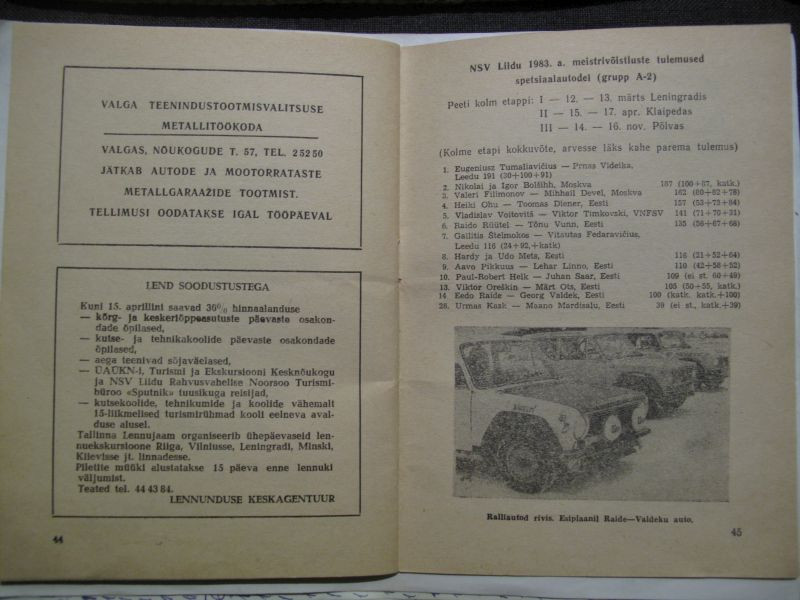 VALGA TEENINDUSTOOTMISVALITSUSE
METALLITÖÖKODA
VALGAS, NÕUKOGUDE T. 57, TEL. 25250
JÄTKAB AUTODE JA MOOTORRATASTE
METALLGARAAŽIDE TOOTMIST.
TELLIMUSI OODATAKSE IGAL TÖÖPÄEVAL
LEND SOODUSTUSTEGA
Kuni 15. aprillini saavad 30% hinnaalanduse
— kõrg- ja keskeriõppeasutuste päevaste osakon-
dade õpilased,
— kutse- ja tehnikakoolide päevaste osakondade
õpilased,
— aega teenivad sõjaväelased,
— ÜAÜKN-i, Turismi ja Ekskursiooni Kesknõukogu
ja NSV Liidu Rahvusvahelise Noorsoo Turismi-
büroo «Sputnik» tuusikuga reisijad,
— kutsekoolide, tehnikumide ja koolide vähemalt
15-liikmelised turismirühmad kooli eelneva aval-
duse alusel.
Tallinna Lennujaam organiseerib ühepäevaseid len-
nuekskursioone Riiga, Vilniusse, Leningradi, Minski,
Kiievisse jt. linnadesse.
Piletite müüki alustatakse 15 päeva enne lennuki
väljumist.
Teated tel. 44 43 84.
LENNUNDUSE KESKAGENTUUR
44
NSV Liidu 1983. a. meistrivõistluste tulemused
spetsiaalautodel (grupp A-2)
Peeti kolm etappi: I — 12. — 13. märts Leningradis
II — 15. — 17. apr. Klaipedas
III — 14. — 16. nov. Põlvas
(Kolme etapi kokkuvõte, arvesse läks kahe parema tulemus)
1. Eugeniusz Tumaliavičius — Prnas Videika,
Leedu 191 (30+100+91)
2. Nikolai ja Igor Bolšihh, Moskva 187 (100+87, katk.)
3. Valeri Filimonov — Mihhail Devel, Moskva 162 (80+82+78)
4. Heiki Ohu — Toomas Diener, Eesti 157 (53+73+84)
5. Vladislav Voitovitš — Viktor Timkovski, VNFSV 141 (71+70+31)
6. Raido Rüütel — Tõnu Vunn, Eesti 135 (56+67+68)
7. Gailitis Štelmokos — Vitautas Fedaravičius,
Leedu 116 (24+92,+katk)
8. Hardy ja Udo Mets, Eesti 116 (21+52+64)
9. Aavo Pikkuus — Lehar Linno, Eesti 110 (42+58+52)
10. Paul-Robert Helk — Juhan Saar, Eesti 109 (ei st. 60+49)
13. Viktor Oreškin — Märt Ots, Eesti 105 (50+55, katk.)
14 Eedo Raide — Georg Valdek, Eesti 100 (katk. katk.+100)
28. Urmas Kask — Maano Mardisalu, Eesti 39 (ei st., katk.+39)
Ralliautod rivis. Esiplaanil Raide—Valdeku auto.
45